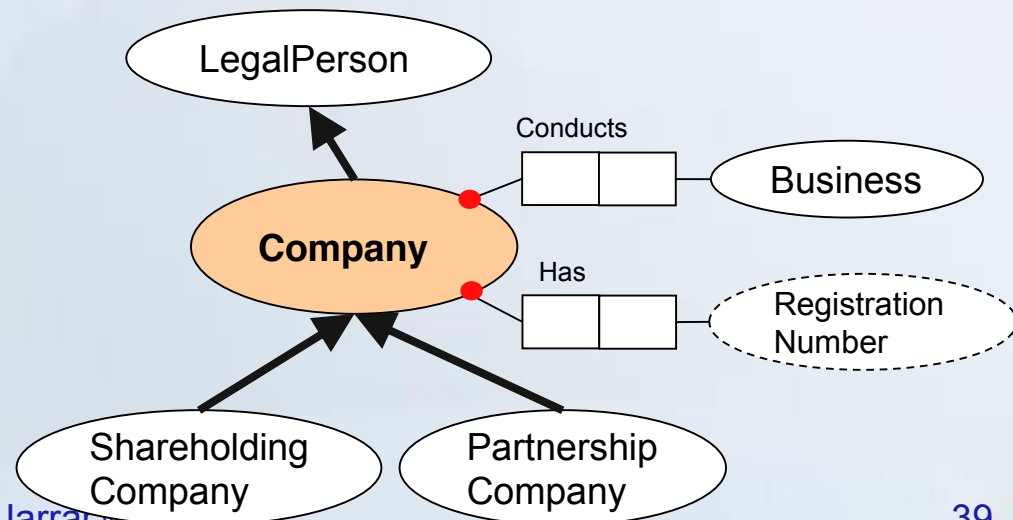 LegalPerson
Conducts
Business
Company
Has
Registration
Number
Shareholding
Company
Partnership
Company
39